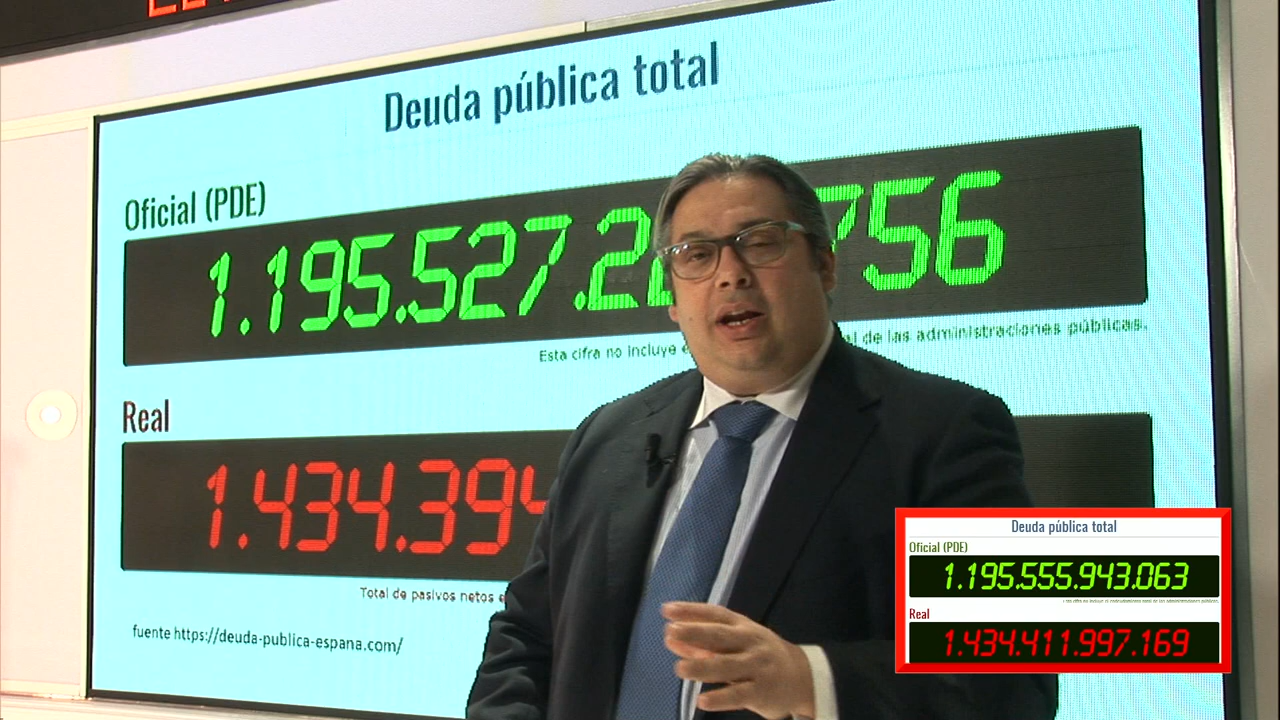 Deuda pública total
Oficial (PDE)
1.195.527.2 756
Esta cifra no incluye al de las administraciones públicas.
Real
1.434.394
Total de pasivos netos
fuente https://deuda-publica-espana.com/
Deuda pública total
Oficial (PDE)
1.195.555.943.063
Real
1.434.411.997.169